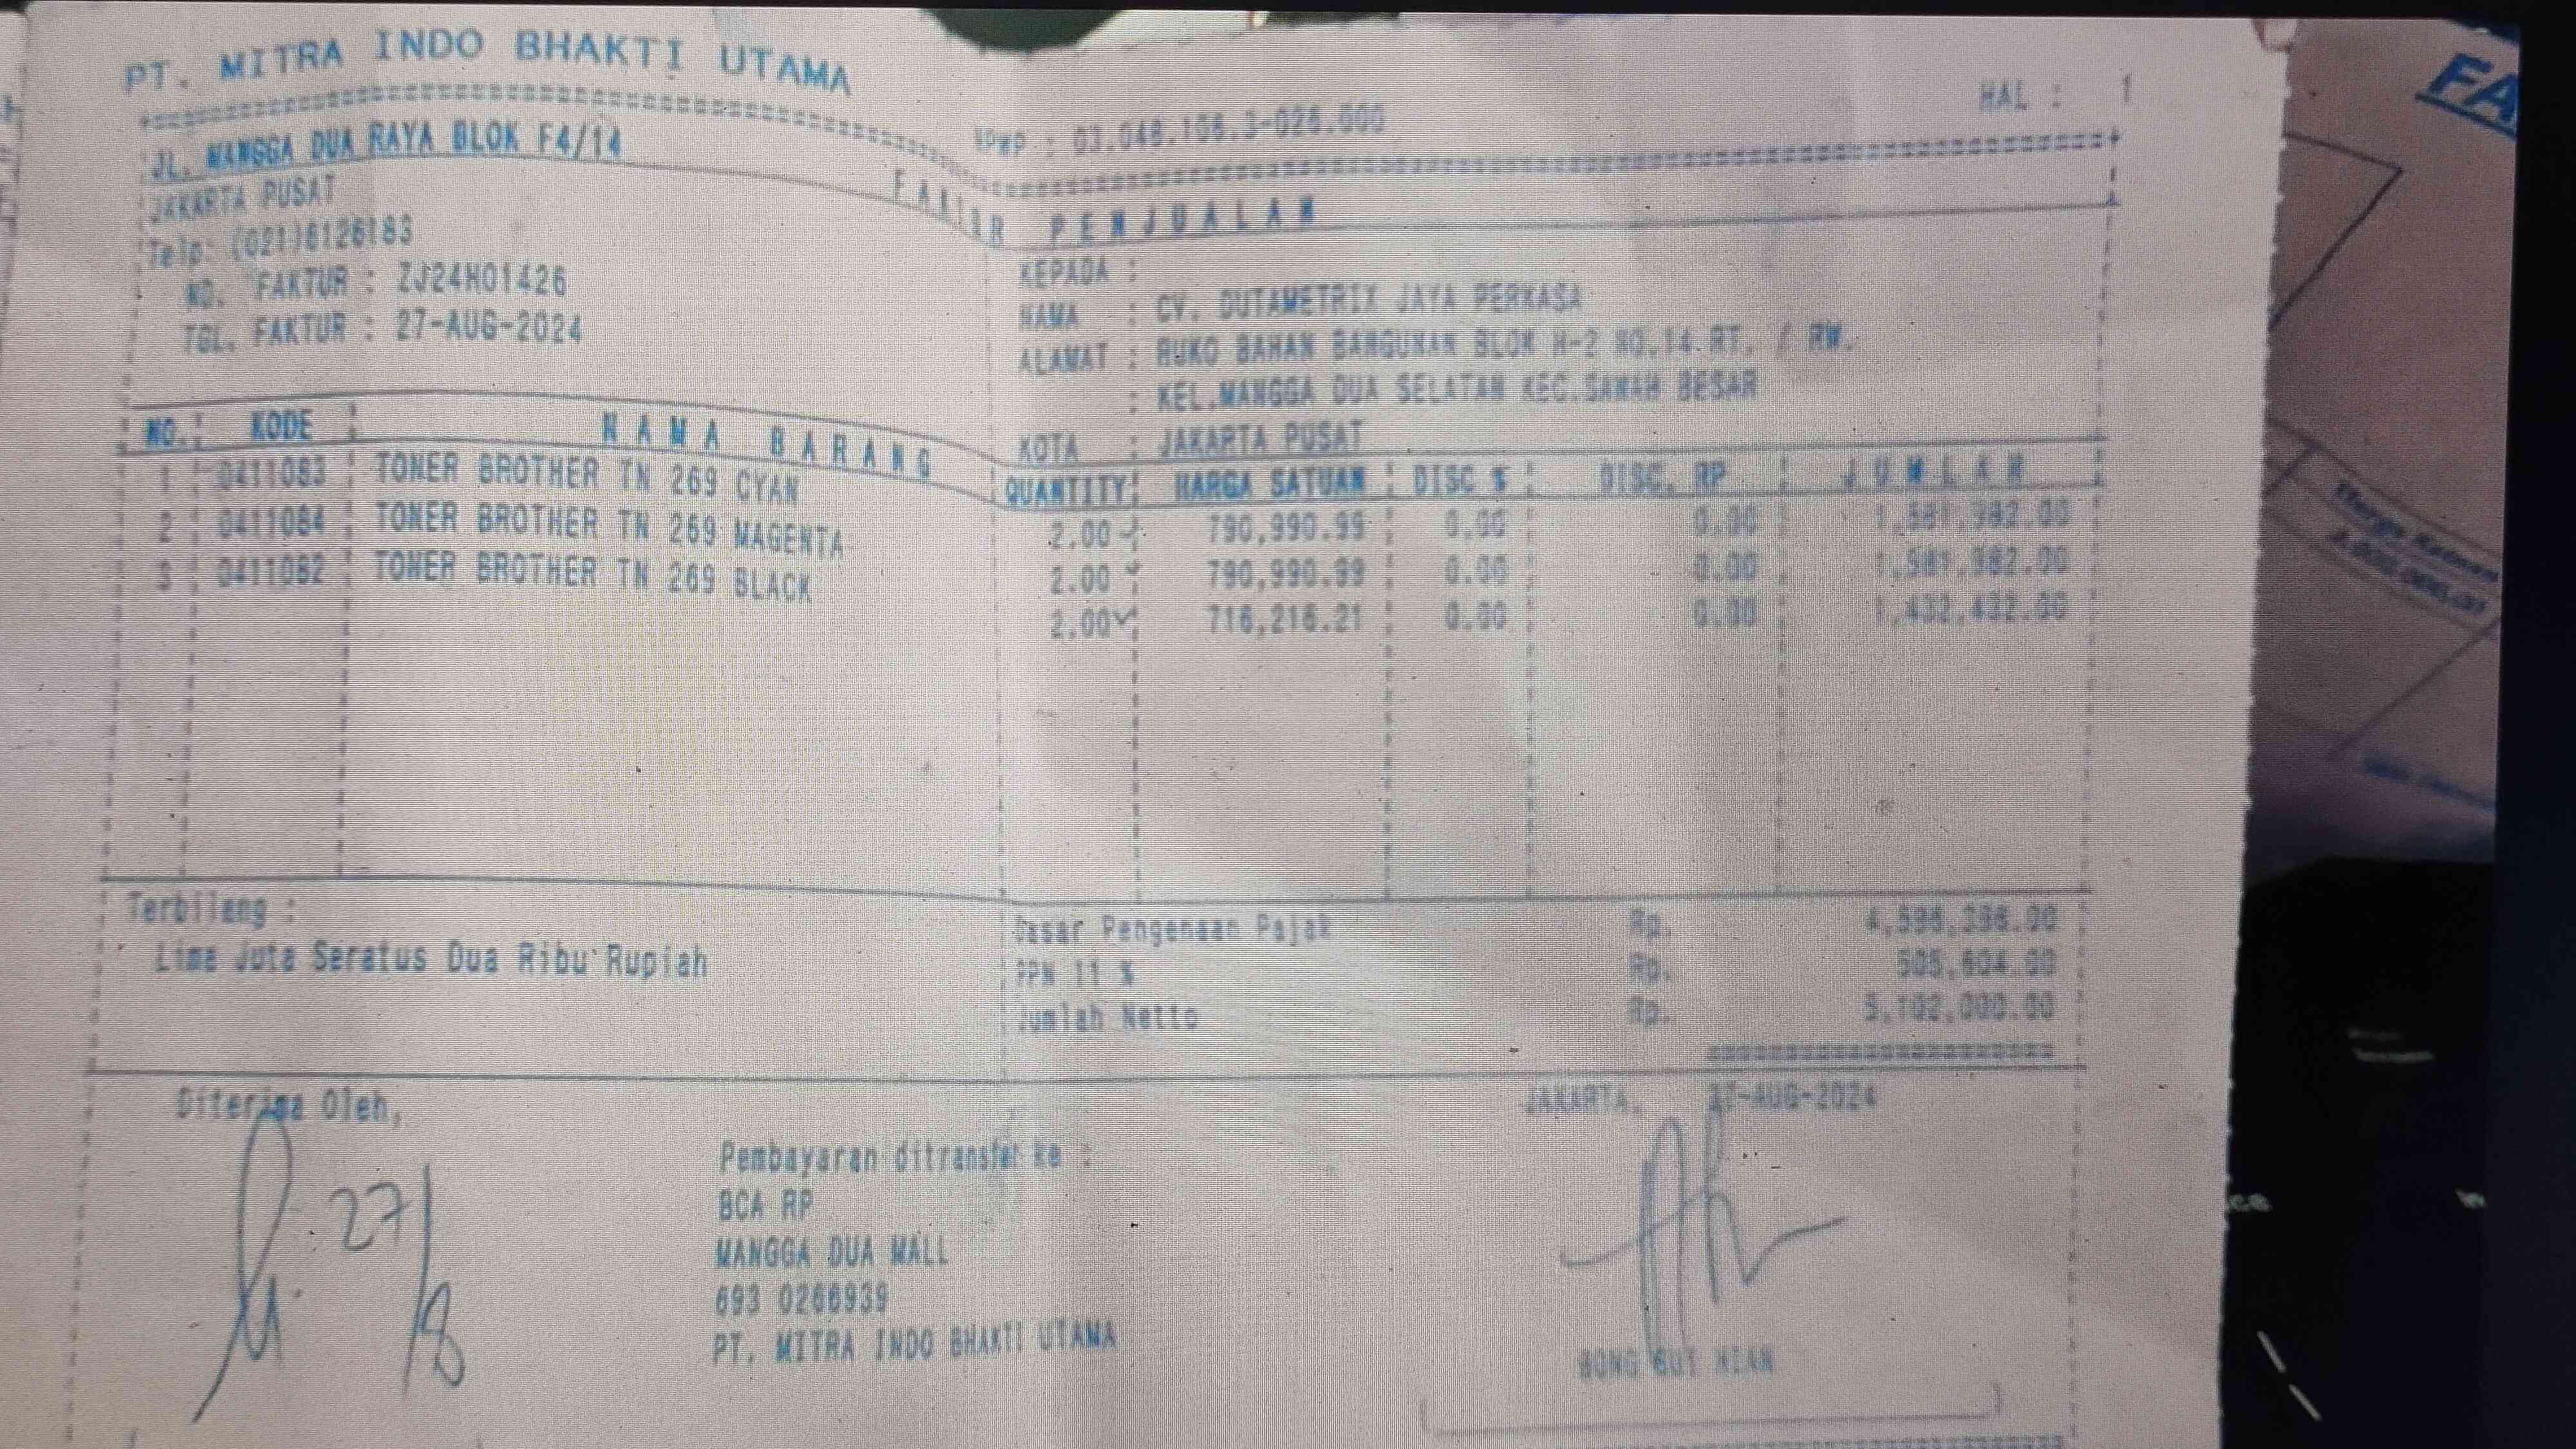 PT. MITRA INDO BHAKTI UTAMA
HAL : 1
NPWP : 03.048.106.3-026.000
JL. MANGGA DUA RAYA BLOK F4/14
JAKARTA PUSAT
Telp: (021)6126183
FAKTUR PENJUALAN
NO. FAKTUR : ZJ24H01426
TGL. FAKTUR : 27-AUG-2024
KEPADA :
NAMA : CV. DUTAMETRIX JAYA PERKASA
ALAMAT : RUKO BAHAN BANGUNAN BLOK H-2 NO.14 RT. / RW.
: KEL.MANGGA DUA SELATAN KEC.SAWAH BESAR
KOTA : JAKARTA PUSAT
NO. KODE NAMA BARANG QUANTITY HARGA SATUAN DISC % DISC. RP JUMLAH
1 0411083 TONER BROTHER TN 269 CYAN 2.00 790,990.99 0.00 0.00 1,581,982.00
2 0411084 TONER BROTHER TN 269 MAGENTA 2.00 790,990.99 0.00 0.00 1,581,982.00
3 0411082 TONER BROTHER TN 269 BLACK 2.00 716,216.21 0.00 0.00 1,432,432.00
Terbilang :
Lima Juta Seratus Dua Ribu Rupiah
Dasar Pengenaan Pajak Rp. 4,596,396.00
PPN 11 % Rp. 505,604.00
Jumlah Netto Rp. 5,102,000.00
Diterima Oleh,
27/8
JAKARTA, 27-AUG-2024
Pembayaran ditransfer ke :
BCA RP
MANGGA DUA MALL
693 0266939
PT. MITRA INDO BHAKTI UTAMA
FA
Harga Satuan